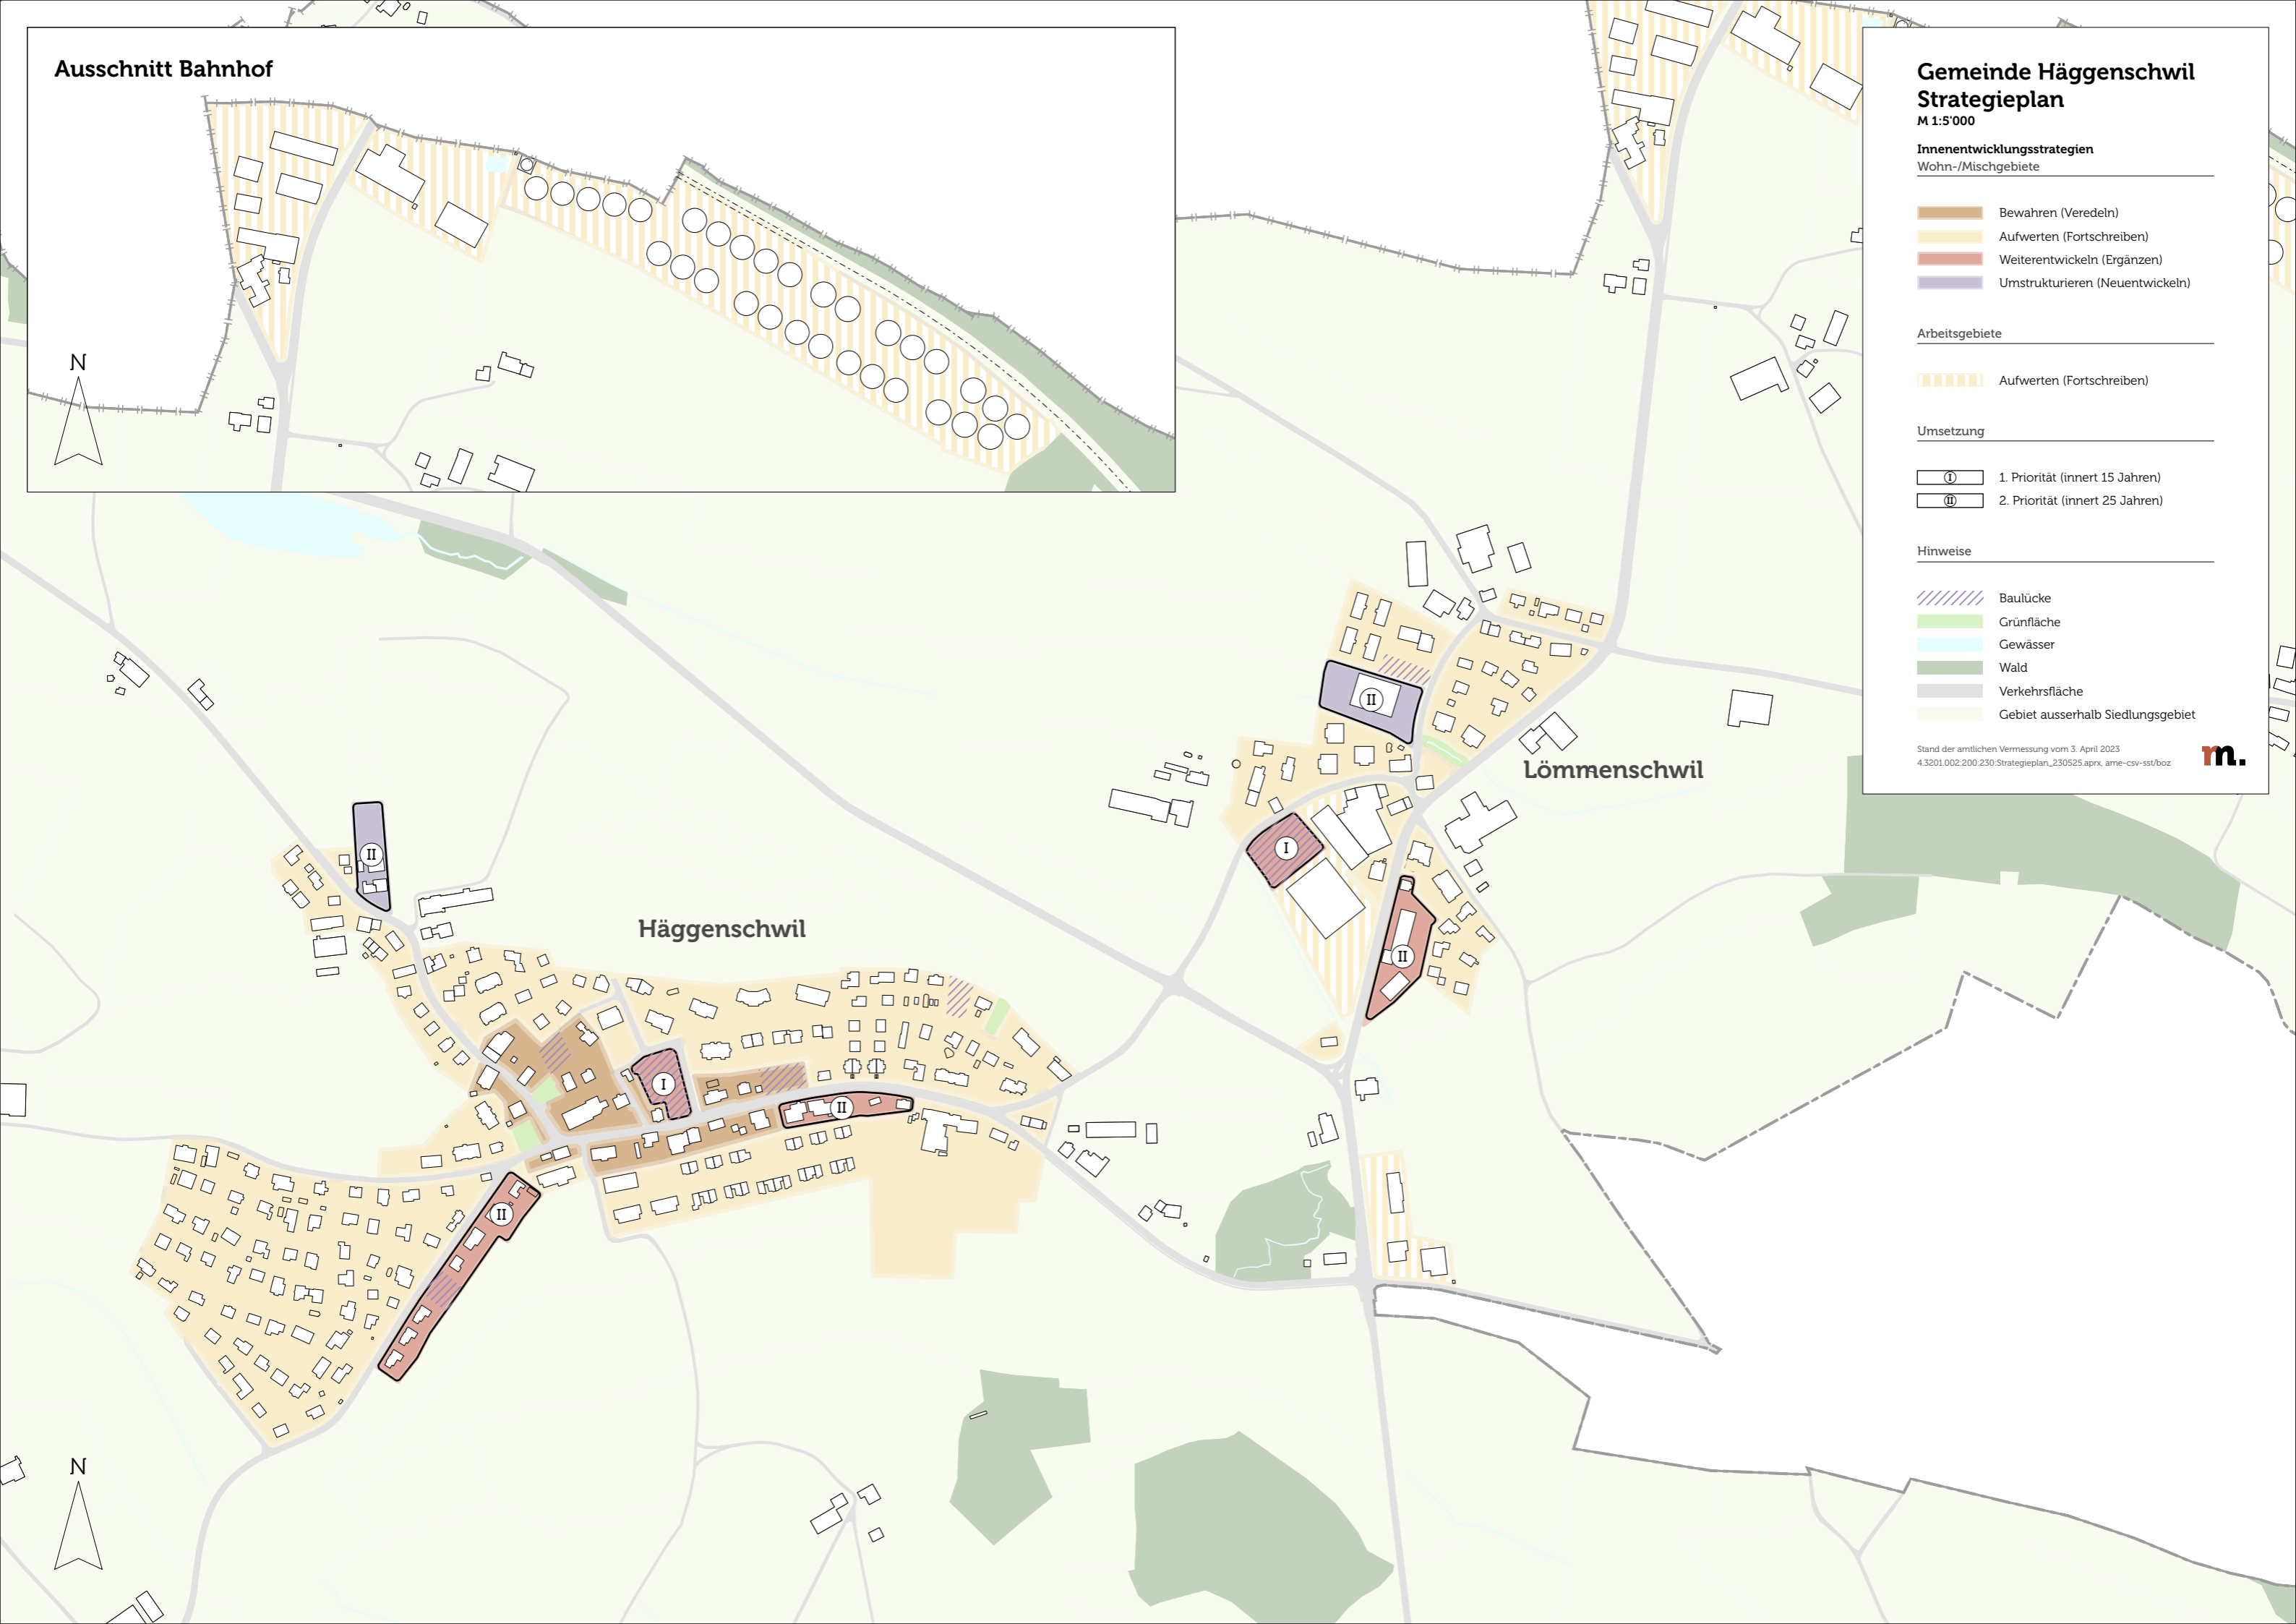 Ausschnitt Bahnhof
N
Gemeinde Häggenschwil
Strategieplan
M 1:5'000
Innenentwicklungsstrategien
Wohn-/Mischgebiete
Bewahren (Veredeln)
Aufwerten (Fortschreiben)
Weiterentwickeln (Ergänzen)
Umstrukturieren (Neuentwickeln)
Arbeitsgebiete
Aufwerten (Fortschreiben)
Umsetzung
I 1. Priorität (innert 15 Jahren)
II 2. Priorität (innert 25 Jahren)
Hinweise
Baulücke
Grünfläche
Gewässer
Wald
Verkehrsfläche
Gebiet ausserhalb Siedlungsgebiet
Stand der amtlichen Vermessung vom 3. April 2023
4.3201.002:200:230:Strategieplan_230525.aprx, ame-csv-sst/boz
rm.
II
Lömmenschwil
I
II
II
Häggenschwil
I
II
II
N